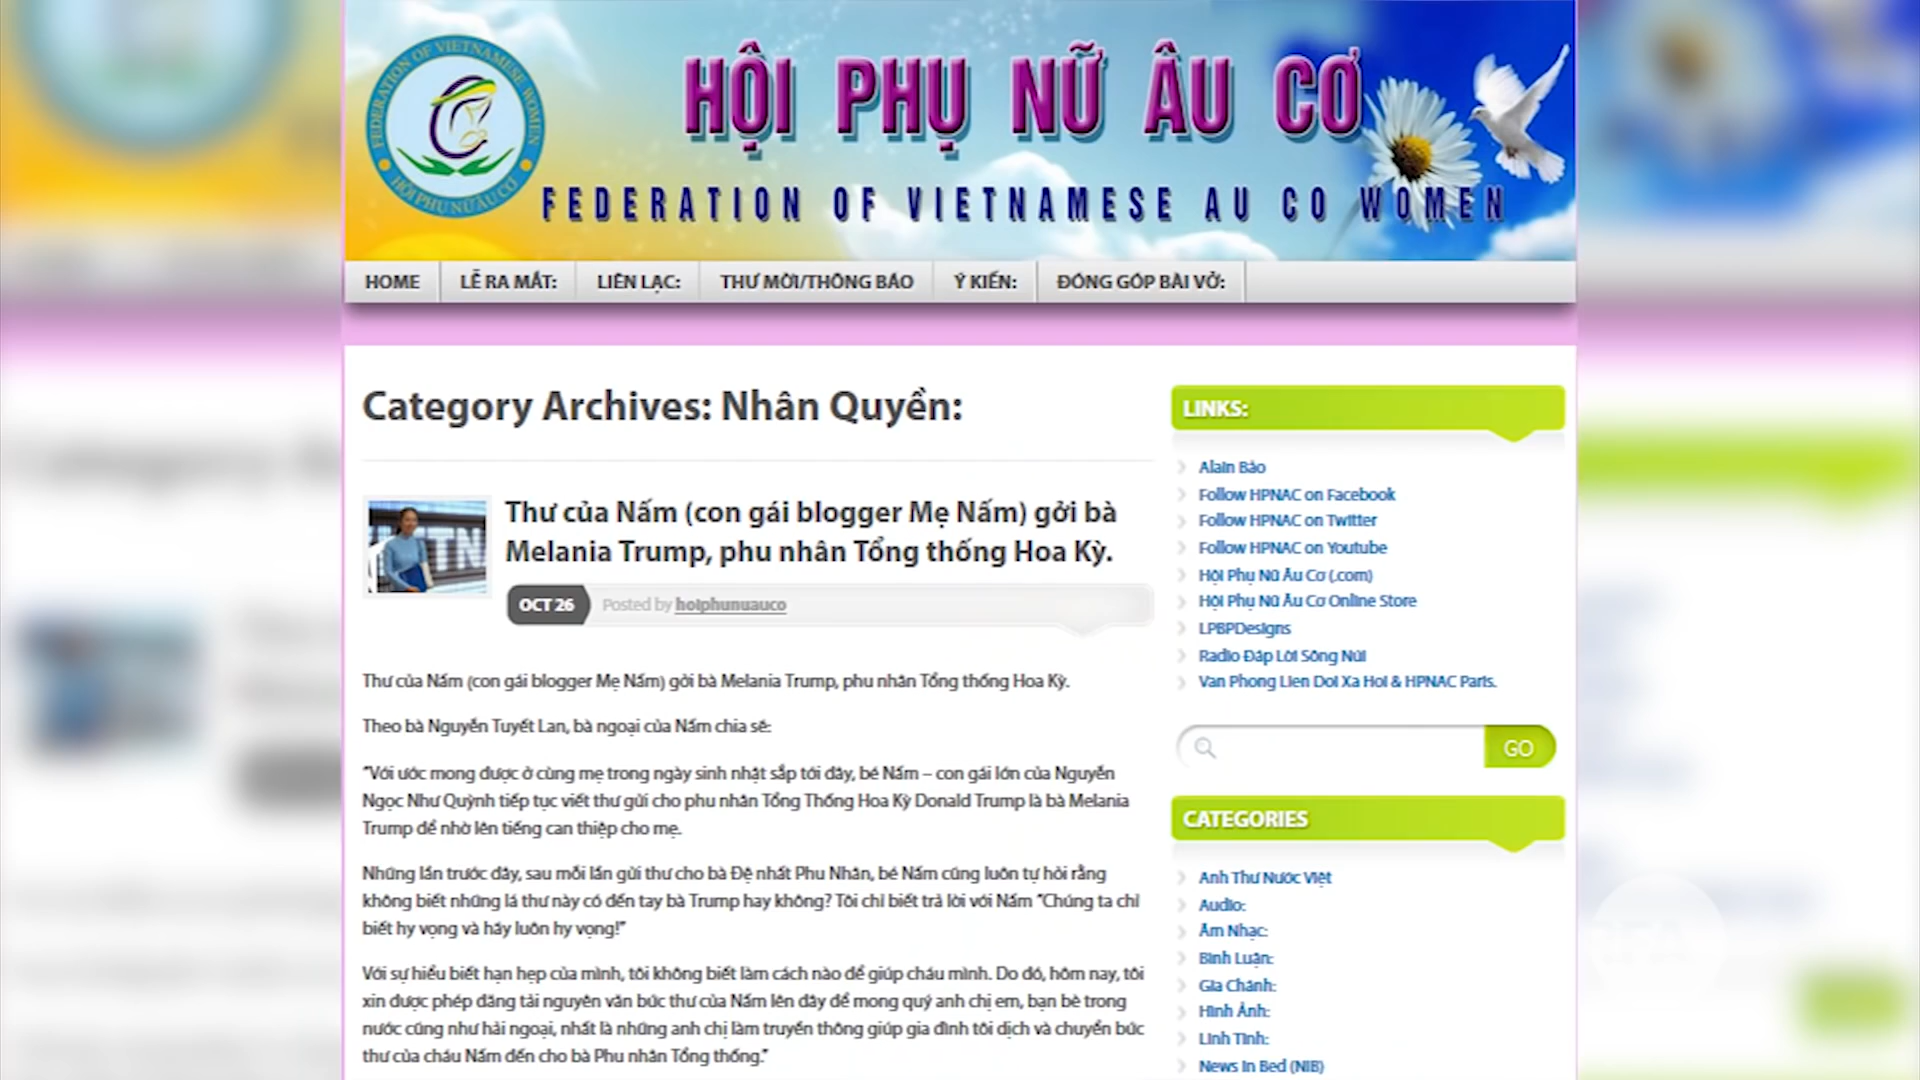 FEDERATION OF VIETNAMESE WOMEN
HỘI PHỤ NỮ ÂU CƠ
HỘI PHỤ NỮ ÂU CƠ
FEDERATION OF VIETNAMESE AU CO WOMEN
HOME LỄ RA MẮT: LIÊN LẠC: THƯ MỜI/THÔNG BÁO Ý KIẾN: ĐÓNG GÓP BÀI VỞ:
Category Archives: Nhân Quyền:
Thư của Nấm (con gái blogger Mẹ Nấm) gởi bà
Melania Trump, phu nhân Tổng thống Hoa Kỳ.
OCT 26 Posted by hoiphunuauco
Thư của Nấm (con gái blogger Mẹ Nấm) gởi bà Melania Trump, phu nhân Tổng thống Hoa Kỳ.
Theo bà Nguyễn Tuyết Lan, bà ngoại của Nấm chia sẽ:
“Với ước mong được ở cùng mẹ trong ngày sinh nhật sắp tới đây, bé Nấm – con gái lớn của Nguyễn
Ngọc Như Quỳnh tiếp tục viết thư gửi cho phu nhân Tổng Thống Hoa Kỳ Donald Trump là bà Melania
Trump để nhờ lên tiếng can thiệp cho mẹ.
Những lần trước đây, sau mỗi lần gửi thư cho bà Đệ nhất Phu Nhân, bé Nấm cũng luôn tự hỏi rằng
không biết những lá thư này có đến tay bà Trump hay không? Tôi chỉ biết trả lời với Nấm “Chúng ta chỉ
biết hy vọng và hãy luôn hy vọng!”
Với sự hiểu biết hạn hẹp của mình, tôi không biết làm cách nào để giúp cháu mình. Do đó, hôm nay, tôi
xin được phép đăng tải nguyên văn bức thư của Nấm lên đây để mong quý anh chị em, bạn bè trong
nước cũng như hải ngoại, nhất là những anh chị làm truyền thông giúp gia đình tôi dịch và chuyển bức
thư của cháu Nấm đến cho bà Phu nhân Tổng thống.”
LINKS:
Alain Bảo
Follow HPNAC on Facebook
Follow HPNAC on Twitter
Follow HPNAC on Youtube
Hội Phụ Nữ Âu Cơ (.com)
Hội Phụ Nữ Âu Cơ Online Store
LPBPDesigns
Radio Đáp Lời Sông Núi
Van Phong Lien Doi Xa Hoi & HPNAC Paris.
GO
CATEGORIES
Anh Thư Nước Việt
Audio:
Âm Nhạc:
Bình Luận:
Gia Chánh:
Hình Ảnh:
Linh Tinh:
News In Bed (NIB)
RFA